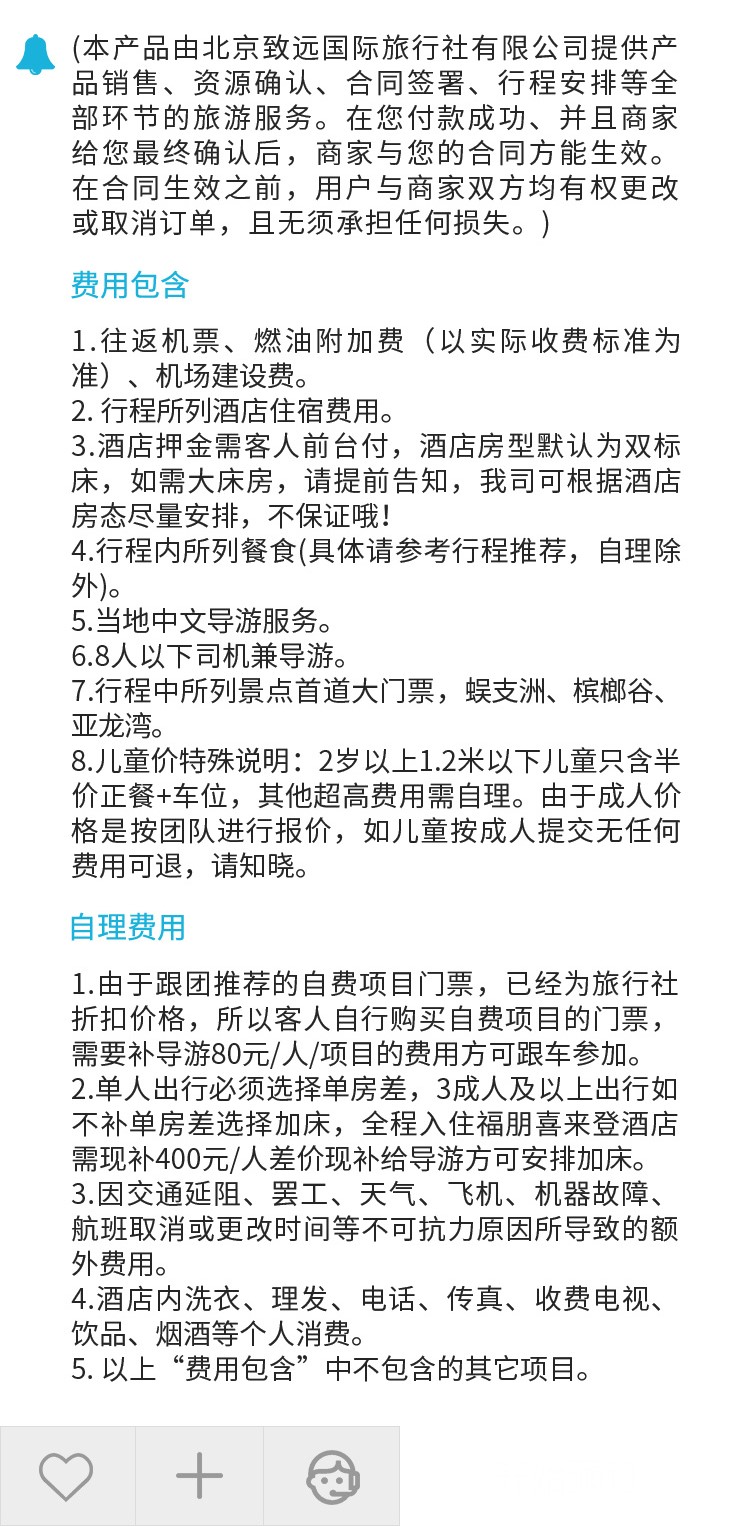 (本产品由北京致远国际旅行社有限公司提供产
品销售、资源确认、合同签署、行程安排等全
部环节的旅游服务。在您付款成功、并且商家
给您最终确认后，商家与您的合同方能生效。
在合同生效之前，用户与商家双方均有权更改
或取消订单，且无须承担任何损失。)
费用包含
1.往返机票、燃油附加费（以实际收费标准为
准）、机场建设费。
2. 行程所列酒店住宿费用。
3.酒店押金需客人前台付，酒店房型默认为双标
床，如需大床房，请提前告知，我司可根据酒店
房态尽量安排，不保证哦！
4.行程内所列餐食(具体请参考行程推荐，自理除
外)。
5.当地中文导游服务。
6.8人以下司机兼导游。
7.行程中所列景点首道大门票，蜈支洲、槟榔谷、
亚龙湾。
8.儿童价特殊说明：2岁以上1.2米以下儿童只含半
价正餐+车位，其他超高费用需自理。由于成人价
格是按团队进行报价，如儿童按成人提交无任何
费用可退，请知晓。
自理费用
1.由于跟团推荐的自费项目门票，已经为旅行社
折扣价格，所以客人自行购买自费项目的门票，
需要补导游80元/人/项目的费用方可跟车参加。
2.单人出行必须选择单房差，3成人及以上出行如
不补单房差选择加床，全程入住福朋喜来登酒店
需现补400元/人差价现补给导游方可安排加床。
3.因交通延阻、罢工、天气、飞机、机器故障、
航班取消或更改时间等不可抗力原因所导致的额
外费用。
4.酒店内洗衣、理发、电话、传真、收费电视、
饮品、烟酒等个人消费。
5. 以上“费用包含”中不包含的其它项目。